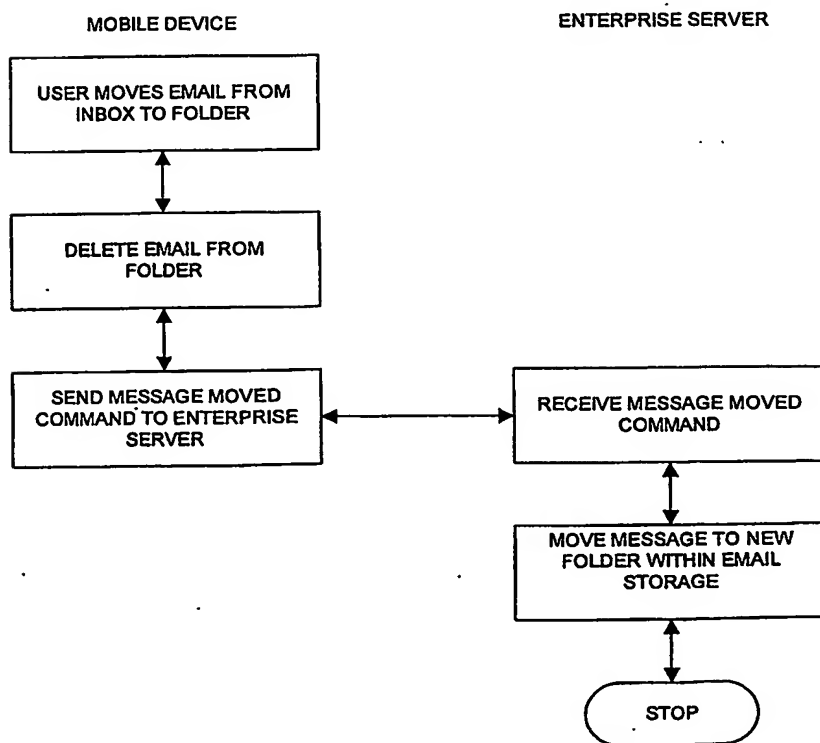 MOBILE DEVICE
ENTERPRISE SERVER
USER MOVES EMAIL FROM
INBOX TO FOLDER
DELETE EMAIL FROM
FOLDER
SEND MESSAGE MOVED
COMMAND TO ENTERPRISE
SERVER
RECEIVE MESSAGE MOVED
COMMAND
MOVE MESSAGE TO NEW
FOLDER WITHIN EMAIL
STORAGE
STOP